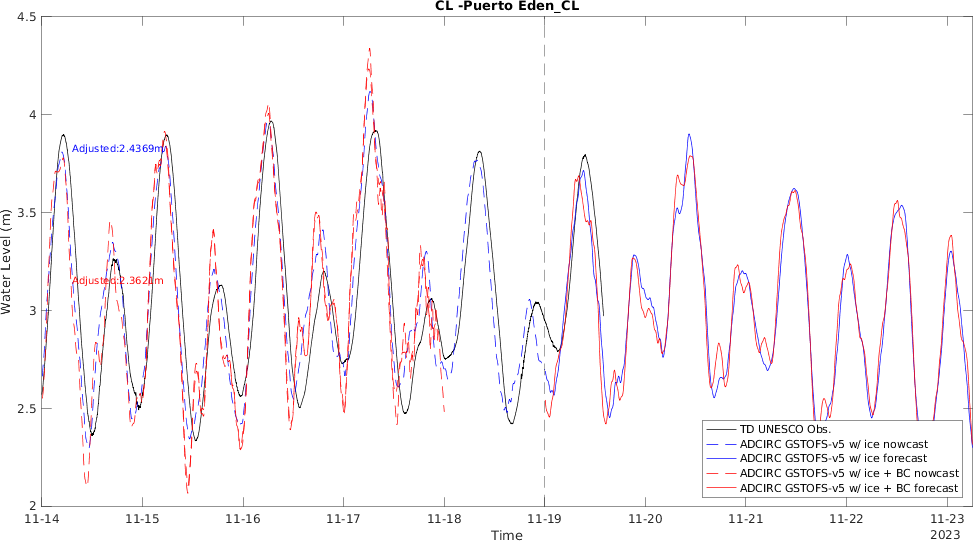 CL -Puerto Eden_CL
4.5
4
3.5
3
2.5
2
Water Level (m)
Adjusted:2.4369m
Adjusted:2.3621m
TD UNESCO Obs.
ADCIRC GSTOFS-v5 w/ ice nowcast
ADCIRC GSTOFS-v5 w/ ice forecast
ADCIRC GSTOFS-v5 w/ ice + BC nowcast
ADCIRC GSTOFS-v5 w/ ice + BC forecast
11-14 11-15 11-16 11-17 11-18 11-19 11-20 11-21 11-22 11-23
2023
Time